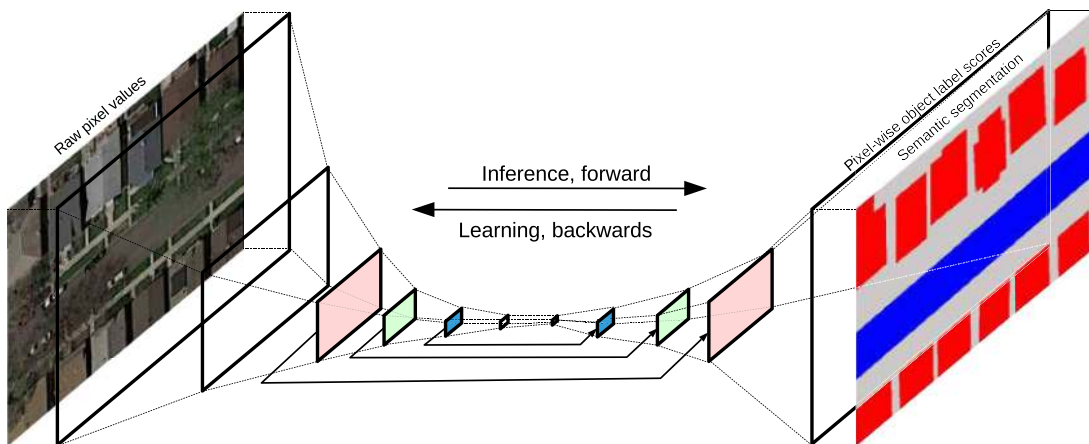 Raw pixel values
Inference, forward
Learning, backwards
Pixel-wise object label scores
Semantic segmentation